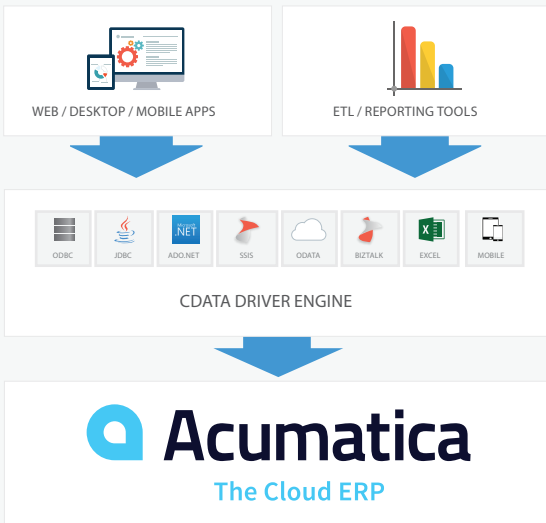 WEB / DESKTOP / MOBILE APPS
ETL / REPORTING TOOLS
.NET
ODBC
JDBC
ADO.NET
SSIS
ODATA
BIZTALK
EXCEL
MOBILE
CDATA DRIVER ENGINE
Acumatica
The Cloud ERP